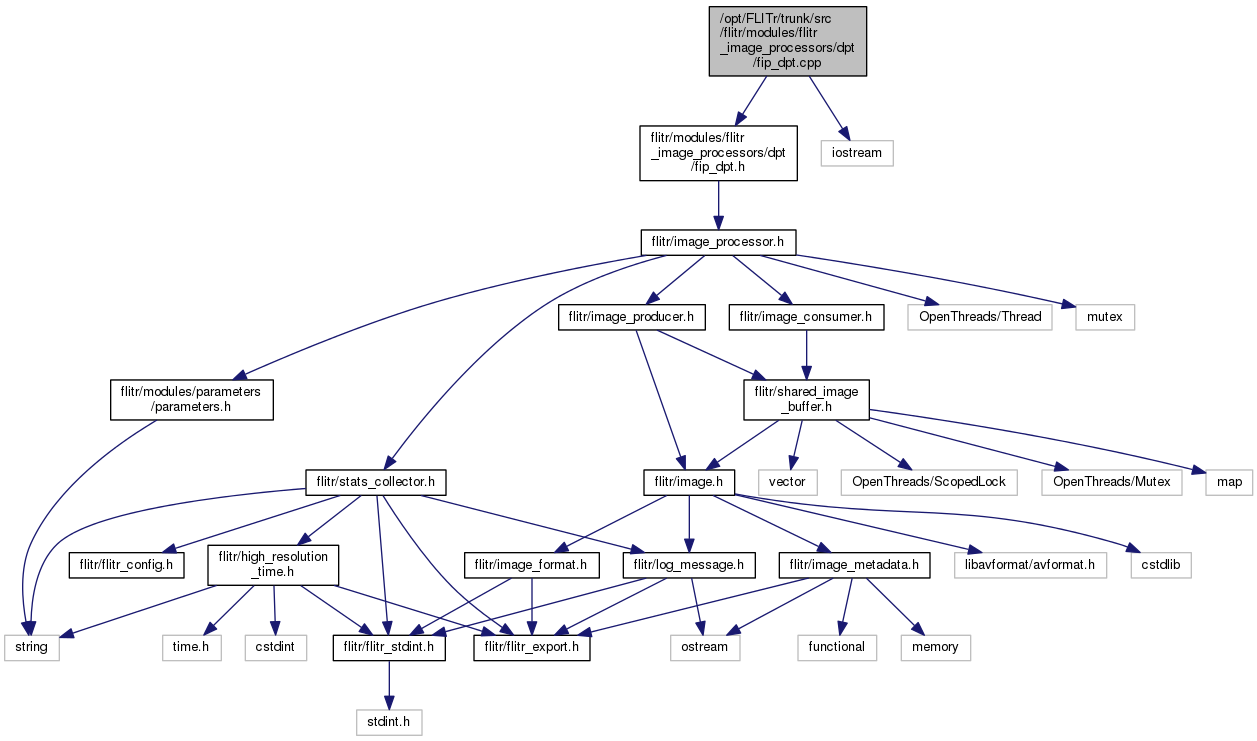 /opt/FLITr/trunk/src
/flitr/modules/flitr
_image_processors/dpt
/fip_dpt.cpp
flitr/modules/flitr
_image_processors/dpt
/fip_dpt.h
iostream
flitr/image_processor.h
flitr/image_producer.h
flitr/image_consumer.h
OpenThreads/Thread
mutex
flitr/modules/parameters
/parameters.h
flitr/shared_image
_buffer.h
flitr/stats_collector.h
flitr/image.h
vector
OpenThreads/ScopedLock
OpenThreads/Mutex
map
flitr/flitr_config.h
flitr/high_resolution
_time.h
flitr/image_format.h
flitr/log_message.h
flitr/image_metadata.h
libavformat/avformat.h
cstdlib
string
time.h
cstdint
flitr/flitr_stdint.h
flitr/flitr_export.h
ostream
functional
memory
stdint.h